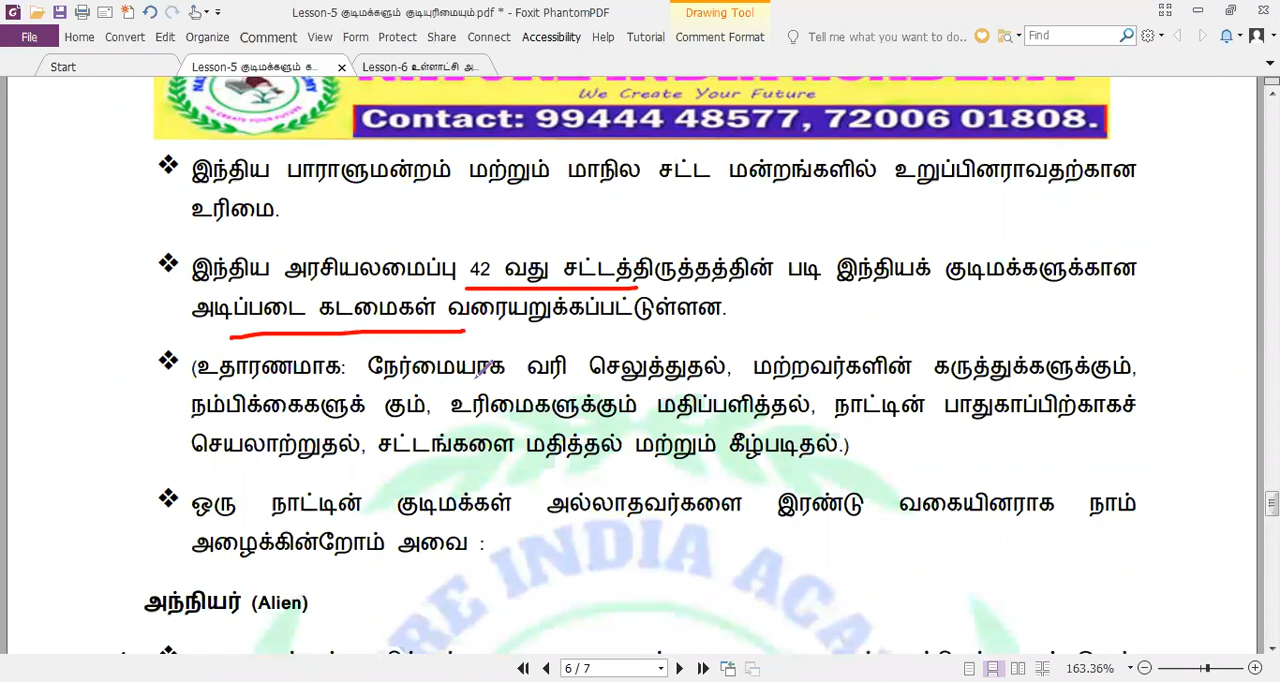 Lesson-5 குடிமக்களும் குடியுரிமையும்.pdf * - Foxit PhantomPDF
Drawing Tool
File Home Convert Edit Organize Comment View Form Protect Share Connect Accessibility Help Tutorial Comment Format Tell me what you want to do.. Find
Start Lesson-5 குடிமக்களும் க... Lesson-6 உள்ளாட்சி அ...
We Create Your Future
Contact: 99444 48577, 72006 01808.
❖ இந்திய பாராளுமன்றம் மற்றும் மாநில சட்ட மன்றங்களில் உறுப்பினராவதற்கான
உரிமை.
❖ இந்திய அரசியலமைப்பு 42 வது சட்டத்திருத்தத்தின் படி இந்தியக் குடிமக்களுக்கான
அடிப்படை கடமைகள் வரையறுக்கப்பட்டுள்ளன.
❖ (உதாரணமாக: நேர்மையராக வரி செலுத்துதல், மற்றவர்களின் கருத்துக்களுக்கும்,
நம்பிக்கைகளுக் கும், உரிமைகளுக்கும் மதிப்பளித்தல், நாட்டின் பாதுகாப்பிற்காகச்
செயலாற்றுதல், சட்டங்களை மதித்தல் மற்றும் கீழ்படிதல்.)
❖ ஒரு நாட்டின் குடிமக்கள் அல்லாதவர்களை இரண்டு வகையினராக நாம்
அழைக்கின்றோம் அவை :
அந்நியர் (Alien)
6 / 7 163.36%